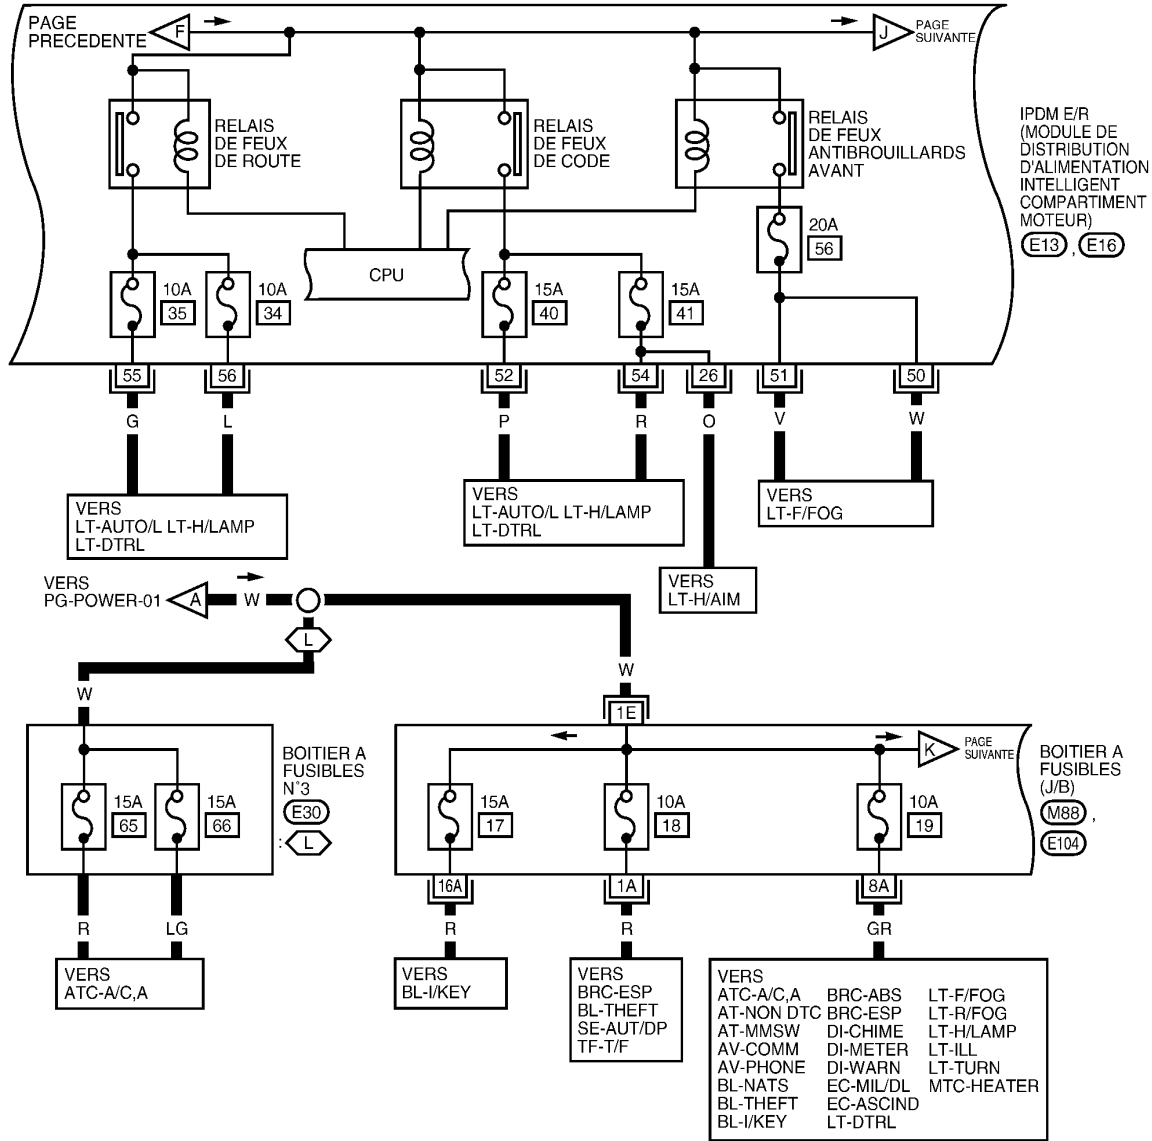 PAGE
PRECEDENTE
F
J
PAGE
SUIVANTE
RELAIS
DE FEUX
DE ROUTE
RELAIS
DE FEUX
DE CODE
RELAIS
DE FEUX
ANTIBROUILLARDS
AVANT
IPDM E/R
(MODULE DE
DISTRIBUTION
D'ALIMENTATION
INTELLIGENT
COMPARTIMENT
MOTEUR)
E13 , E16
20A
56
CPU
10A
35
10A
34
15A
40
15A
41
55
56
52
54
26
51
50
G
L
P
R
O
V
W
VERS
LT-AUTO/L LT-H/LAMP
LT-DTRL
VERS
LT-AUTO/L LT-H/LAMP
LT-DTRL
VERS
LT-F/FOG
VERS
LT-H/AIM
VERS
PG-POWER-01
A
W
L
W
W
1E
BOITIER A
FUSIBLES
N°3
E30
: L
15A
65
15A
66
K
PAGE
SUIVANTE
BOITIER A
FUSIBLES
(J/B)
M88 ,
E104
15A
17
10A
18
10A
19
16A
1A
8A
R
LG
R
R
GR
VERS
ATC-A/C,A
VERS
BL-I/KEY
VERS
BRC-ESP
BL-THEFT
SE-AUT/DP
TF-T/F
VERS
ATC-A/C,A BRC-ABS LT-F/FOG
AT-NON DTC BRC-ESP LT-R/FOG
AT-MMSW DI-CHIME LT-H/LAMP
AV-COMM DI-METER LT-ILL
AV-PHONE DI-WARN LT-TURN
BL-NATS EC-MIL/DL MTC-HEATER
BL-THEFT EC-ASCIND
BL-I/KEY LT-DTRL